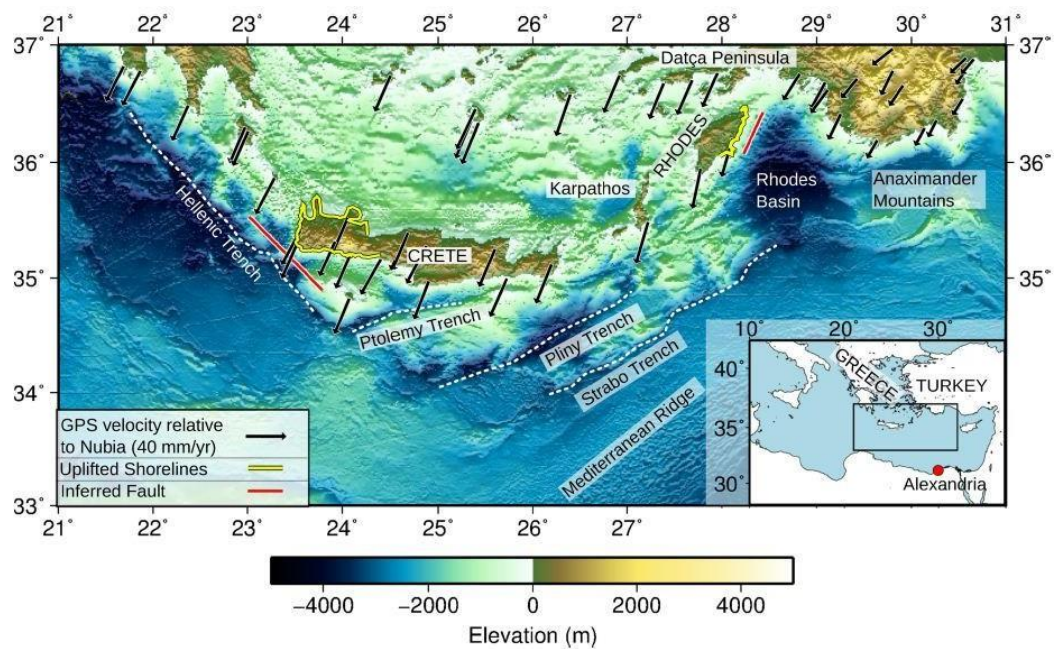 21° 22° 23° 24° 25° 26° 27° 28° 29° 30° 31°
37° 37°
Datça Peninsula
RHODES
36° 36°
Karpathos
Rhodes
Basin
Anaximander
Mountains
Hellenic Trench
CRETE
35° 35°
Ptolemy Trench
Pliny Trench
Strabo Trench
Mediterranean Ridge
34°
33°
GPS velocity relative
to Nubia (40 mm/yr)
Uplifted Shorelines
Inferred Fault
10° 20° 30°
40°
35°
30°
GREECE
TURKEY
Alexandria
21° 22° 23° 24° 25° 26° 27°
−4000 −2000 0 2000 4000
Elevation (m)